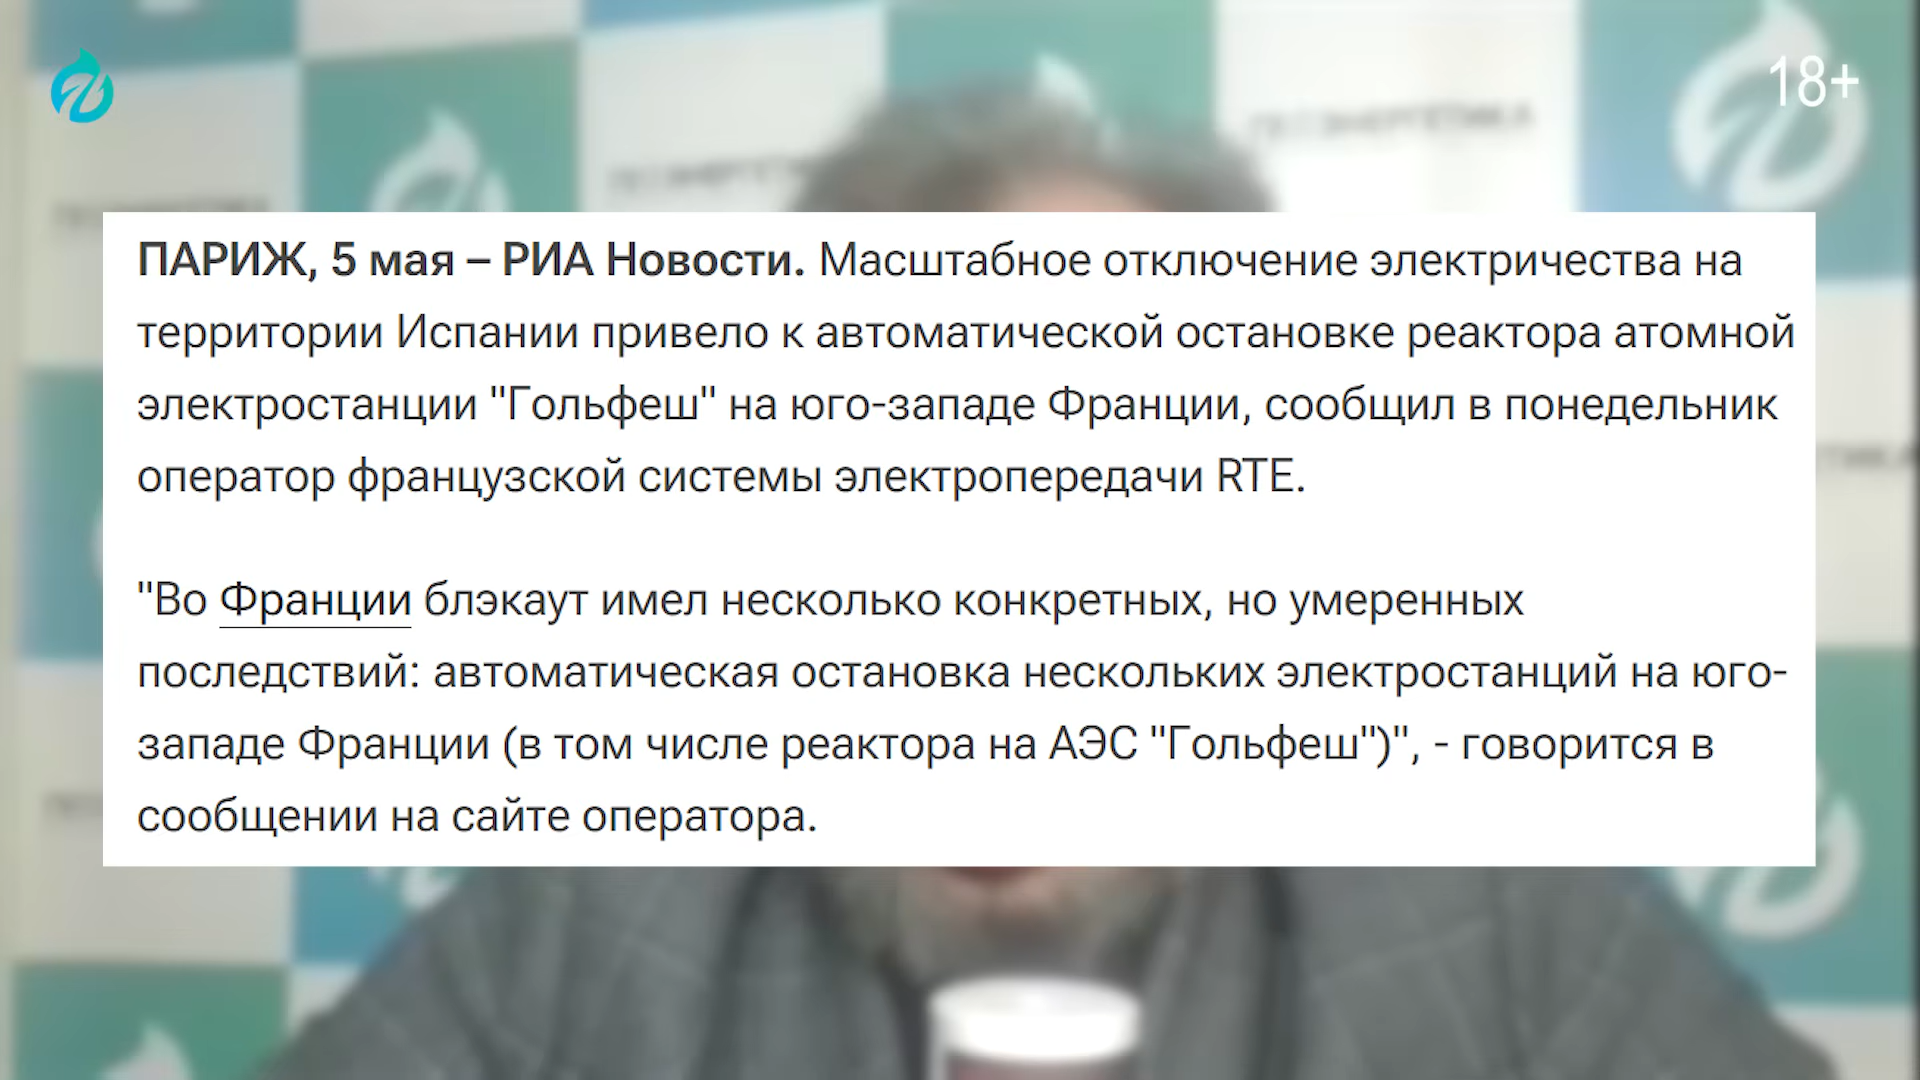 18+
ГЕОЭНЕРГЕТИКА
ПАРИЖ, 5 мая – РИА Новости. Масштабное отключение электричества на
территории Испании привело к автоматической остановке реактора атомной
электростанции "Гольфеш" на юго-западе Франции, сообщил в понедельник
оператор французской системы электропередачи RTE.
"Во Франции блэкаут имел несколько конкретных, но умеренных
последствий: автоматическая остановка нескольких электростанций на юго-
западе Франции (в том числе реактора на АЭС "Гольфеш")", - говорится в
сообщении на сайте оператора.